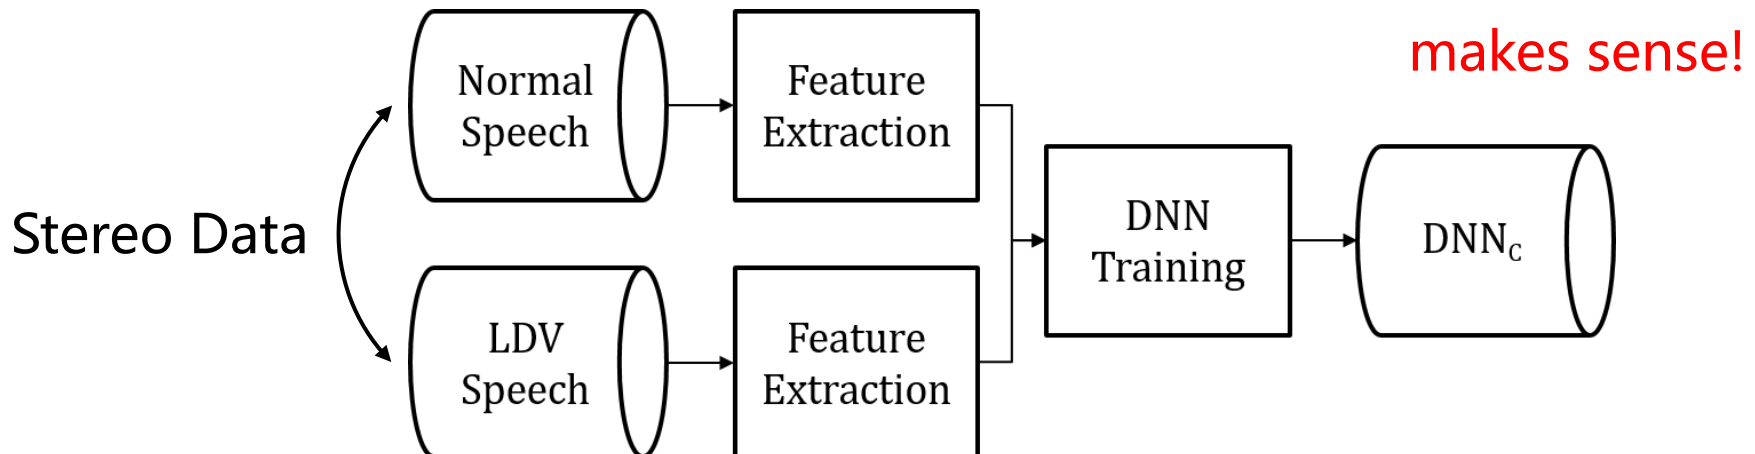 makes sense!
Normal
Speech
Feature
Extraction
Stereo Data
DNN
Training
DNNC
LDV
Speech
Feature
Extraction